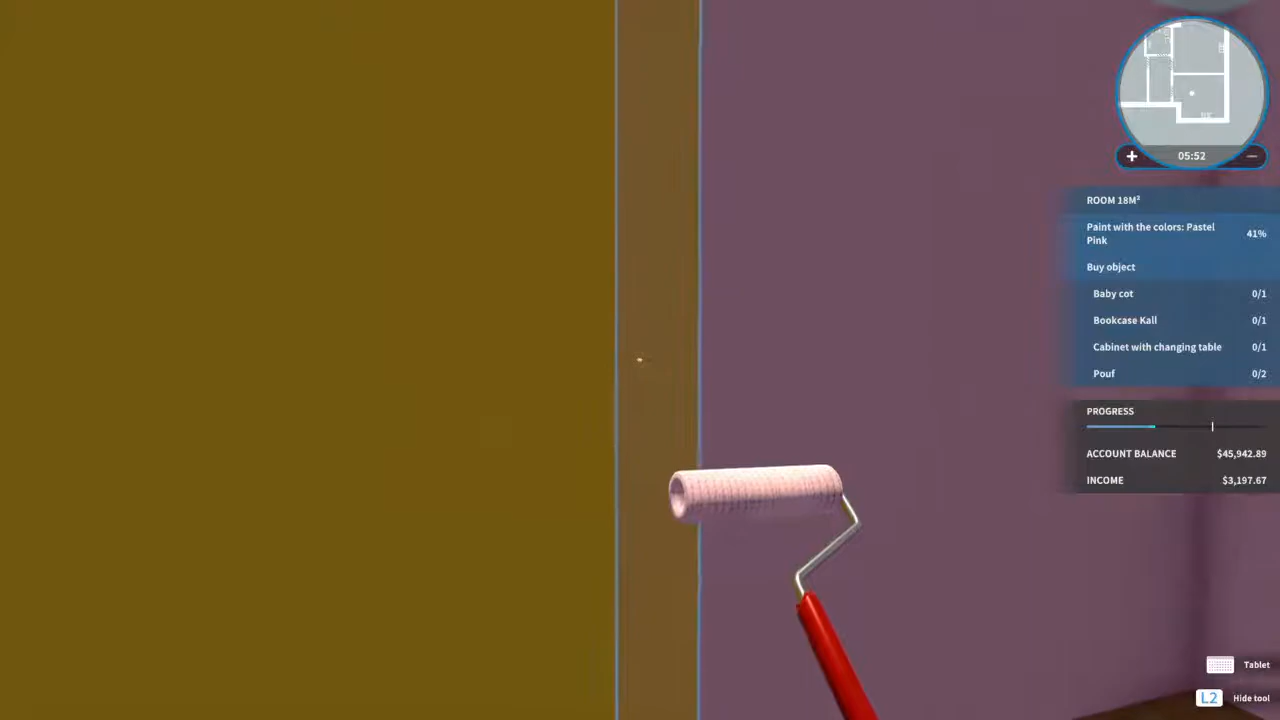 05:52
ROOM 18M²
Paint with the colors: Pastel 41%
Pink
Buy object
Baby cot 0/1
Bookcase Kall 0/1
Cabinet with changing table 0/1
Pouf 0/2
PROGRESS
ACCOUNT BALANCE $45,942.89
INCOME $3,197.67
Tablet
L2 Hide tool